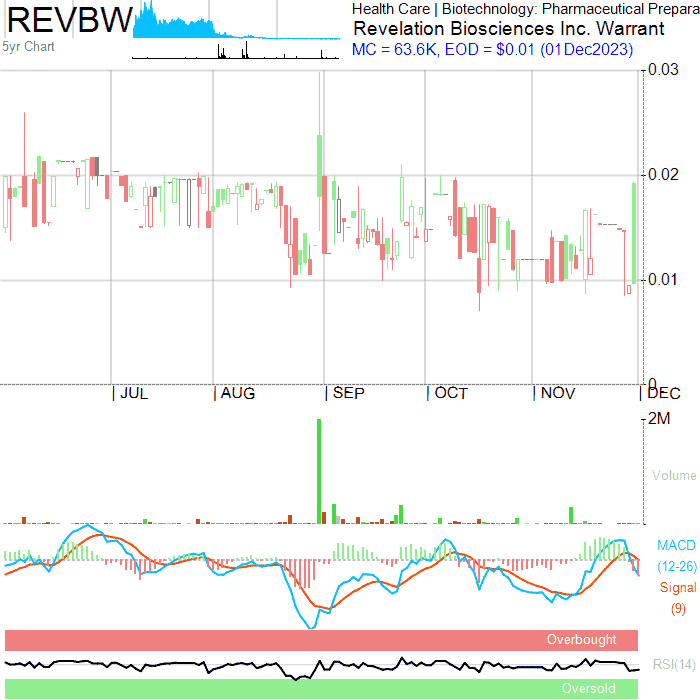 REVBW
5yr Chart
Health Care | Biotechnology: Pharmaceutical Prepara
Revelation Biosciences Inc. Warrant
MC = 63.6K, EOD = $0.01 (01Dec2023)
0.03
0.02
0.01
0
JUL
AUG
SEP
OCT
NOV
DEC
2M
Volume
MACD
(12-26)
Signal
(9)
Overbought
RSI(14)
Oversold